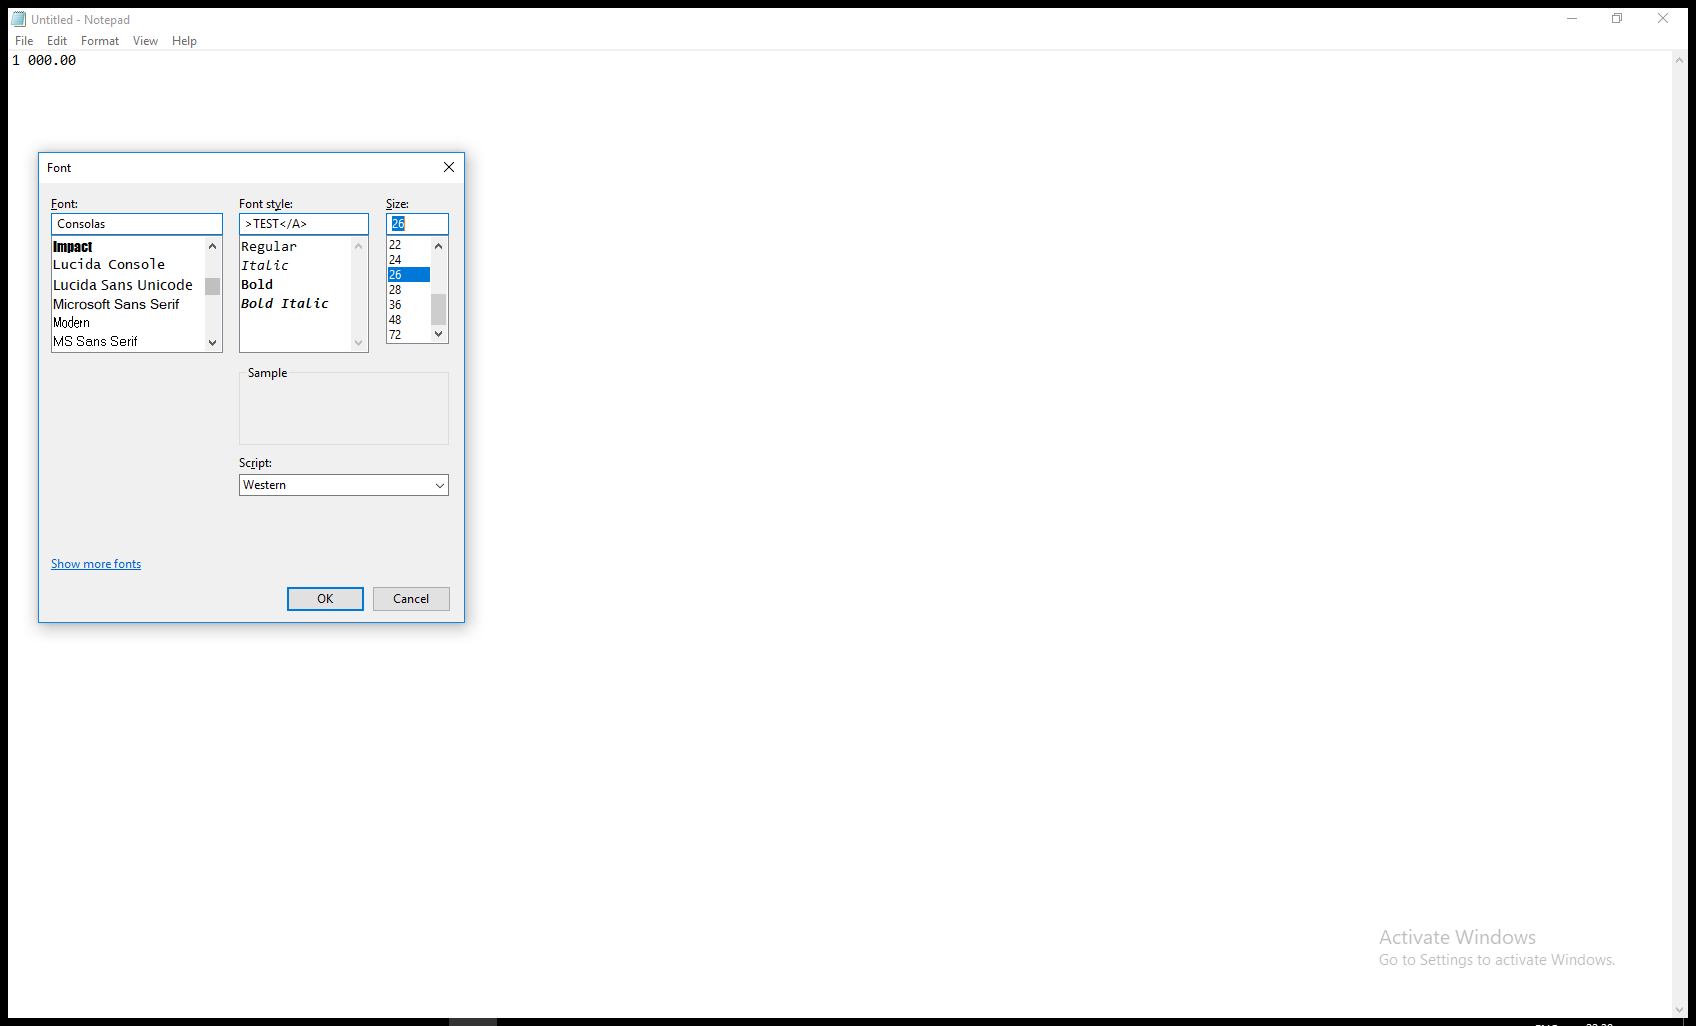 Untitled - Notepad
File Edit Format View Help
1 000.00
Font
Font: Font style: Size:
Consolas >TEST</A> 26
Impact
Lucida Console
Lucida Sans Unicode
Microsoft Sans Serif
Modern
MS Sans Serif
Regular
Italic
Bold
Bold Italic
22
24
26
28
36
48
72
Sample
Script:
Western
Show more fonts
OK Cancel
Activate Windows
Go to Settings to activate Windows.